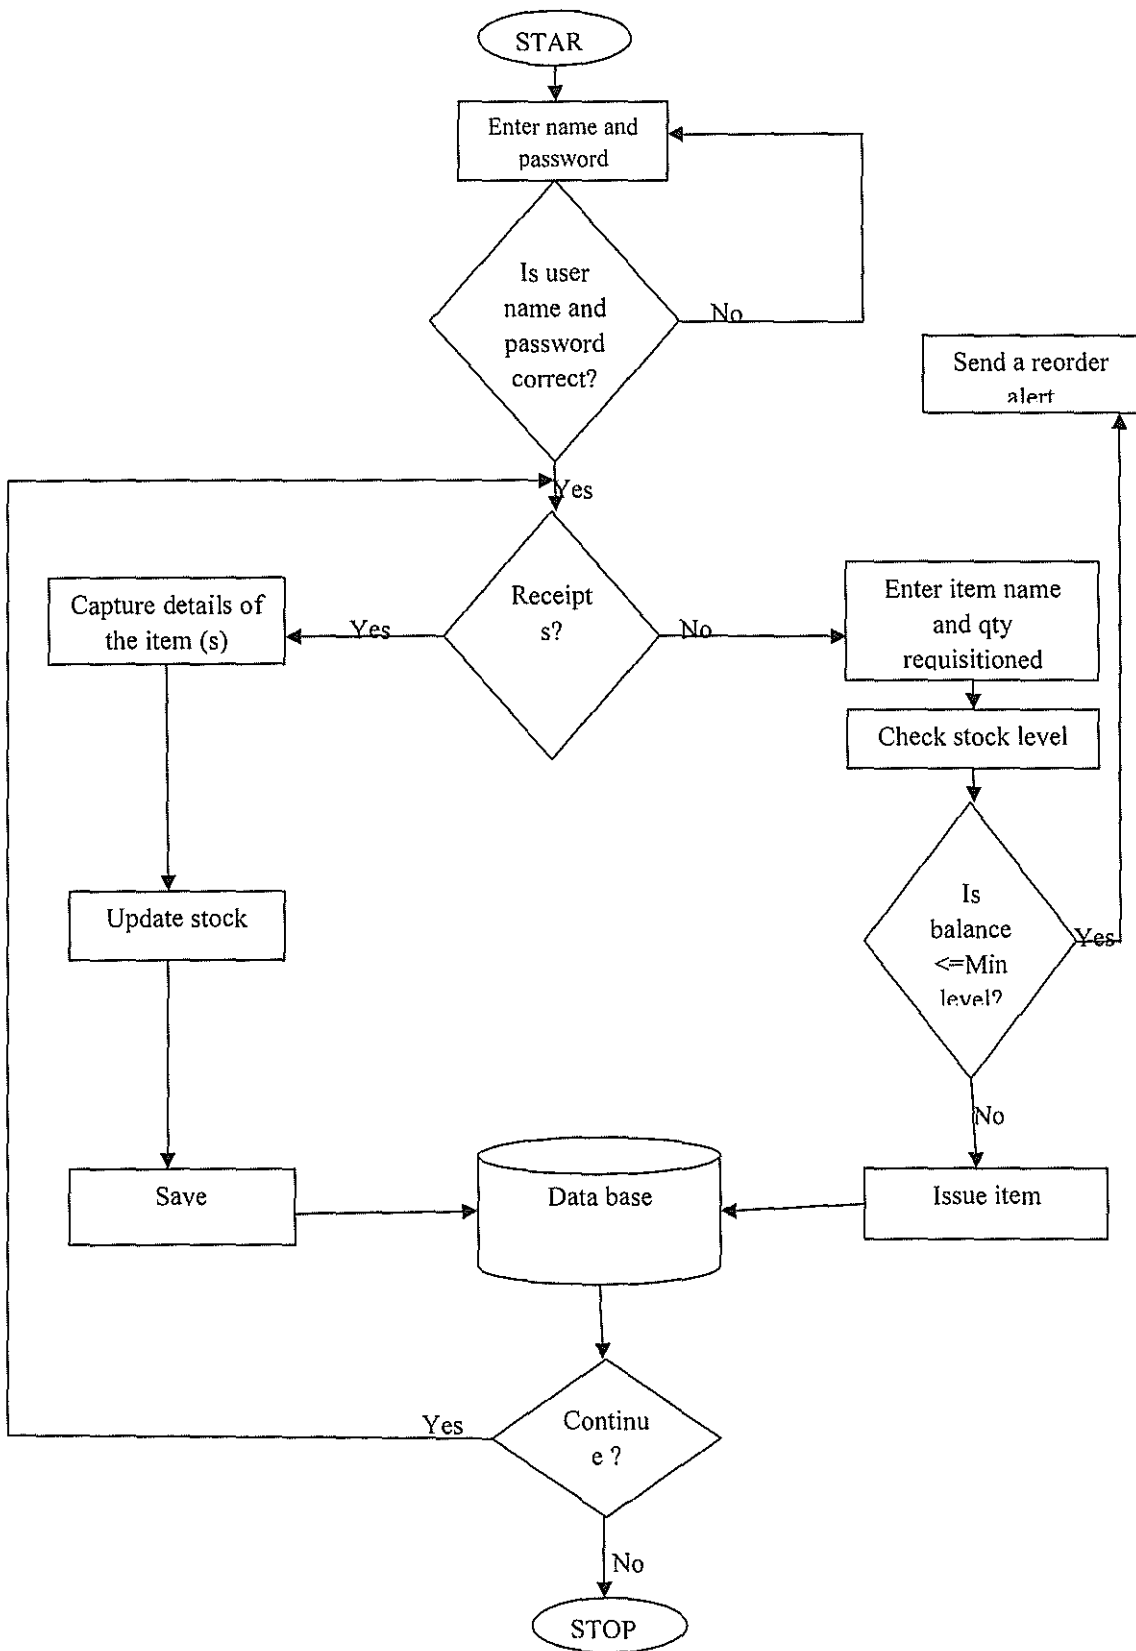 STAR
Enter name and
password
Is user
name and
password
correct?
No
Send a reorder
alert
Yes
Receipt
s?
Capture details of
the item (s)
Yes
No
Enter item name
and qty
requisitioned
Check stock level
Update stock
Is
balance
<=Min
level?
Yes
No
Save
Data base
Issue item
Yes
Continu
e ?
No
STOP